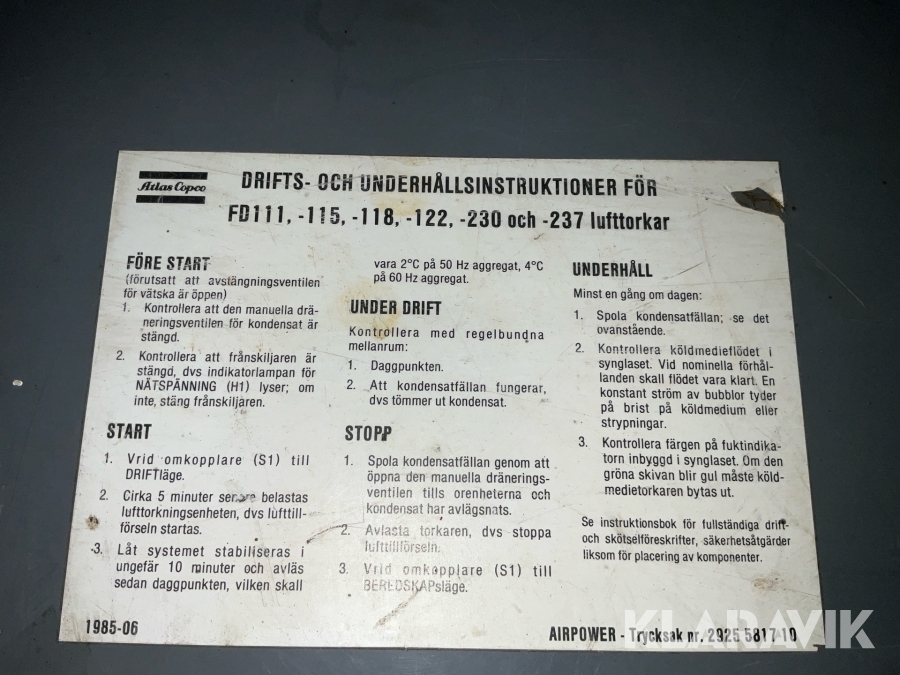 Atlas Copco
DRIFTS- OCH UNDERHÅLLSINSTRUKTIONER FÖR
FD111, -115, -118, -122, -230 och -237 lufttorkar
FÖRE START
(förutsatt att avstängningsventilen
för vätska är öppen)
1. Kontrollera att den manuella drä-
neringsventilen för kondensat är
stängd.
2. Kontrollera att frånskiljaren är
stängd, dvs indikatorlampan för
NÄTSPÄNNING (H1) lyser; om
inte, stäng frånskiljaren.
START
1. Vrid omkopplare (S1) till
DRIFTläge.
2. Cirka 5 minuter senare belastas
lufttorkningsenheten, dvs lufttill-
förseln startas.
3. Låt systemet stabiliseras i
ungefär 10 minuter och avläs
sedan daggpunkten, vilken skall
vara 2°C på 50 Hz aggregat, 4°C
på 60 Hz aggregat.
UNDER DRIFT
Kontrollera med regelbundna
mellanrum:
1. Daggpunkten.
2. Att kondensatfällan fungerar,
dvs tömmer ut kondensat.
STOPP
1. Spola kondensatfällan genom att
öppna den manuella dränerings-
ventilen tills orenheterna och
kondensat har avlägsnats.
2. Avlasta torkaren, dvs stoppa
lufttillförseln.
3. Vrid omkopplare (S1) till
BEREDSKAPsläge.
UNDERHÅLL
Minst en gång om dagen:
1. Spola kondensatfällan; se det
ovanstående.
2. Kontrollera köldmedieflödet i
synglaset. Vid nominella förhål-
landen skall flödet vara klart. En
konstant ström av bubblor tyder
på brist på köldmedium eller
strypningar.
3. Kontrollera färgen på fuktindika-
torn inbyggd i synglaset. Om den
gröna skivan blir gul måste köld-
medietorkaren bytas ut.
Se instruktionsbok för fullständiga drift-
och skötselföreskrifter, säkerhetsåtgärder
liksom för placering av komponenter.
1985-06
AIRPOWER - Trycksak nr. 2925 5817 10
KLARAVIK